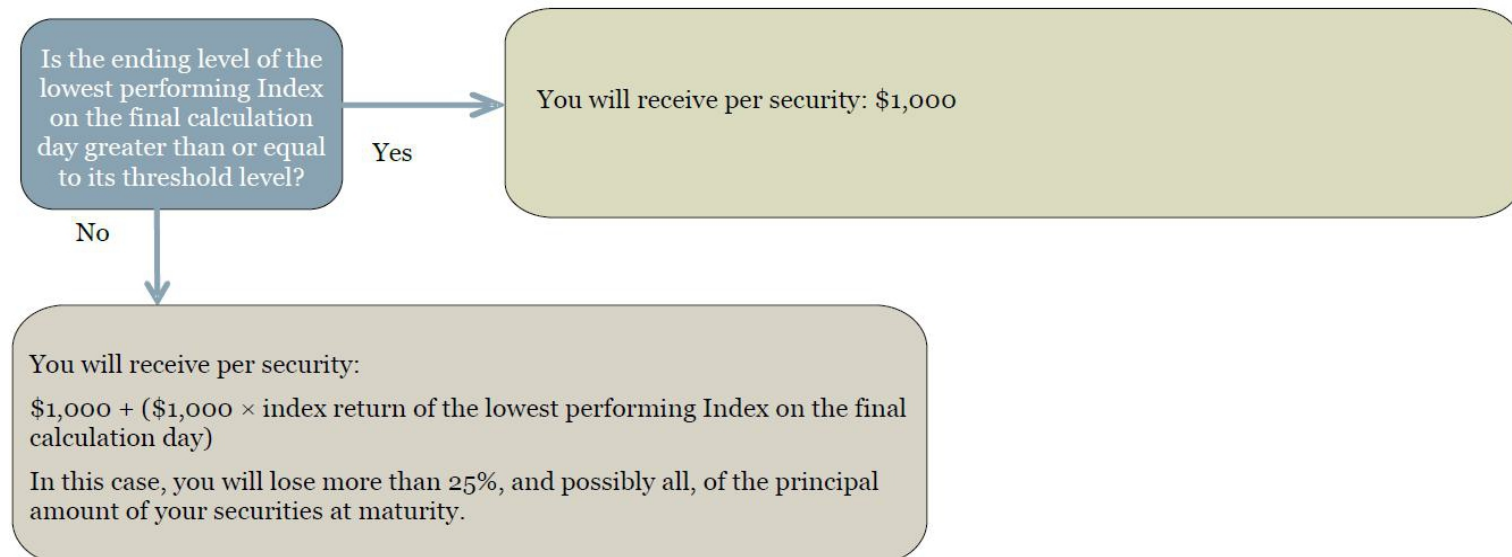 Is the ending level of the
lowest performing Index
on the final calculation
day greater than or equal
to its threshold level?
Yes
You will receive per security: $1,000
No
You will receive per security:
$1,000 + ($1,000 × index return of the lowest performing Index on the final
calculation day)
In this case, you will lose more than 25%, and possibly all, of the principal
amount of your securities at maturity.